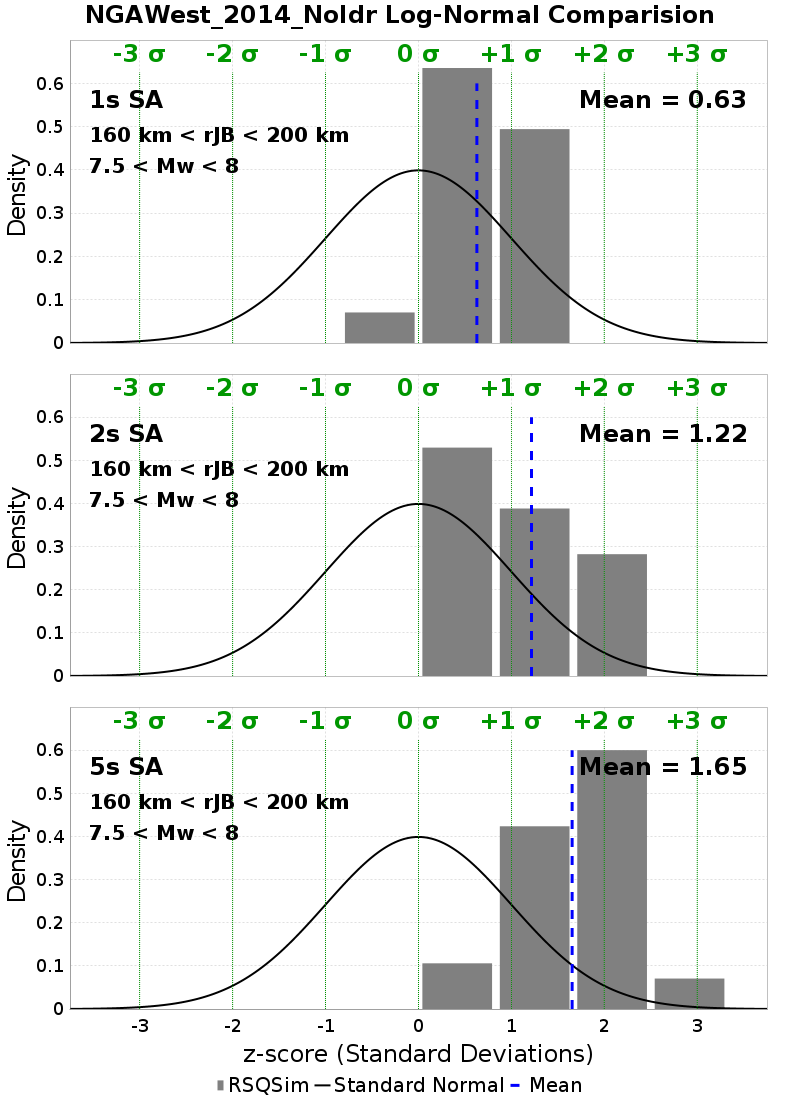 NGAWest_2014_NoIdr Log-Normal Comparision
-3 σ -2 σ -1 σ 0 σ +1 σ +2 σ +3 σ
1s SA Mean = 0.63
160 km < rJB < 200 km
7.5 < Mw < 8
Density
0.6
0.5
0.4
0.3
0.2
0.1
0
-3 σ -2 σ -1 σ 0 σ +1 σ +2 σ +3 σ
2s SA Mean = 1.22
160 km < rJB < 200 km
7.5 < Mw < 8
Density
0.6
0.5
0.4
0.3
0.2
0.1
0
-3 σ -2 σ -1 σ 0 σ +1 σ +2 σ +3 σ
5s SA Mean = 1.65
160 km < rJB < 200 km
7.5 < Mw < 8
Density
0.6
0.5
0.4
0.3
0.2
0.1
0
-3 -2 -1 0 1 2 3
z-score (Standard Deviations)
RSQSim Standard Normal Mean